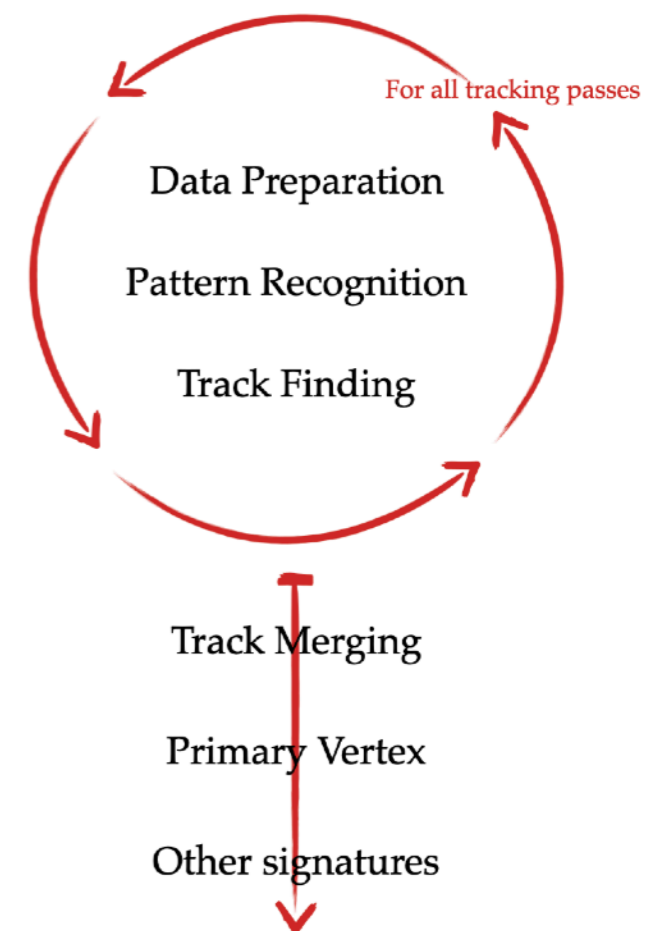 For all tracking passes
Data Preparation
Pattern Recognition
Track Finding
Track Merging
Primary Vertex
Other signatures